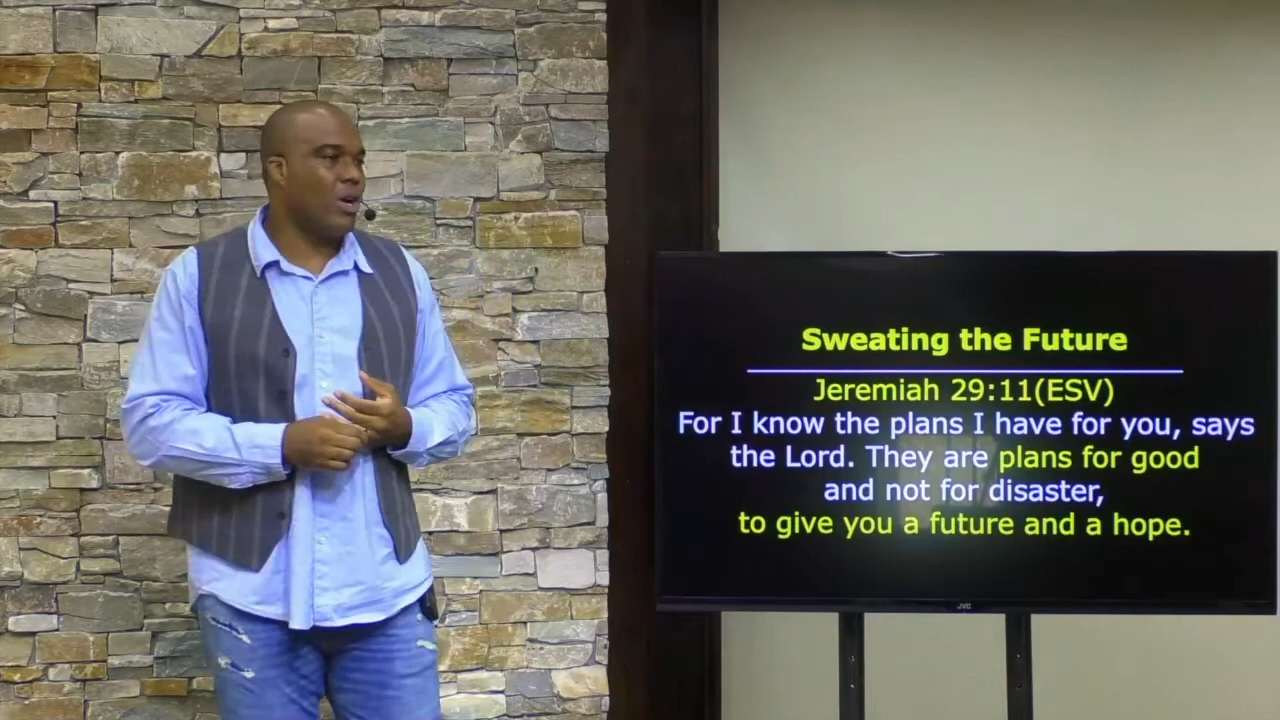 Sweating the Future
Jeremiah 29:11(ESV)
For I know the plans I have for you, says
the Lord. They are plans for good
and not for disaster,
to give you a future and a hope.
JVC